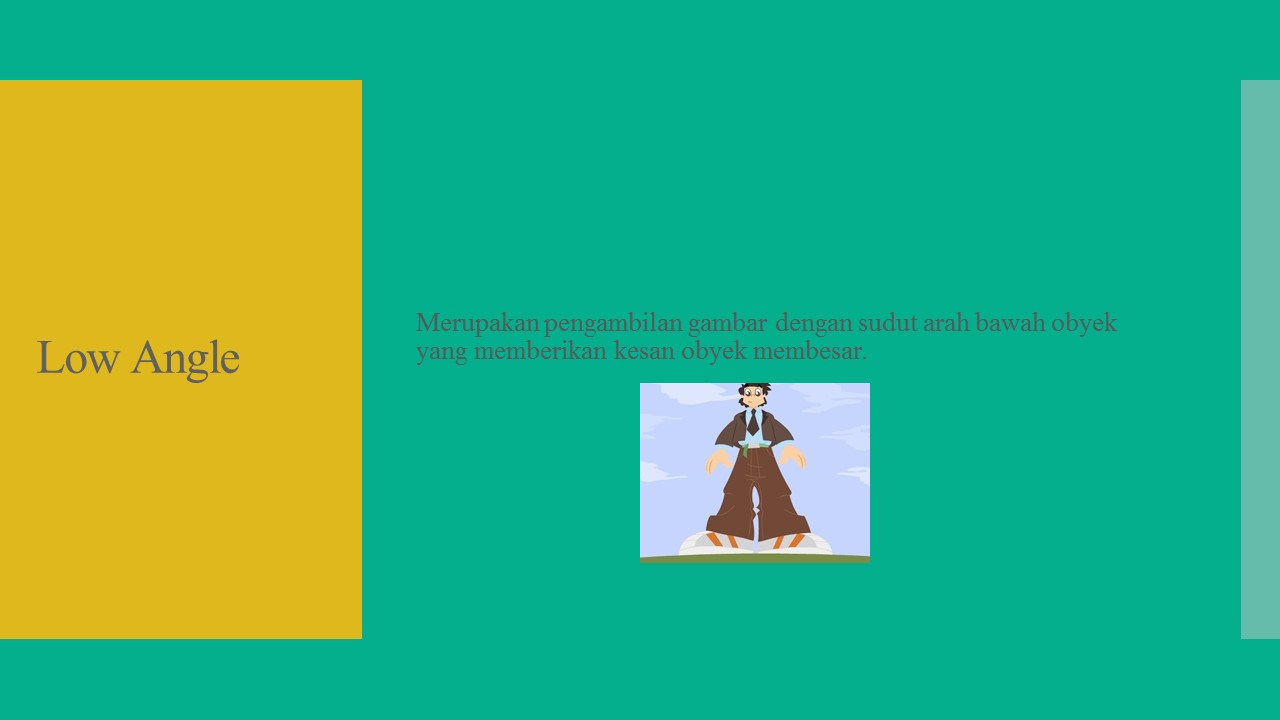 Low Angle
Merupakan pengambilan gambar dengan sudut arah bawah obyek
yang memberikan kesan obyek membesar.